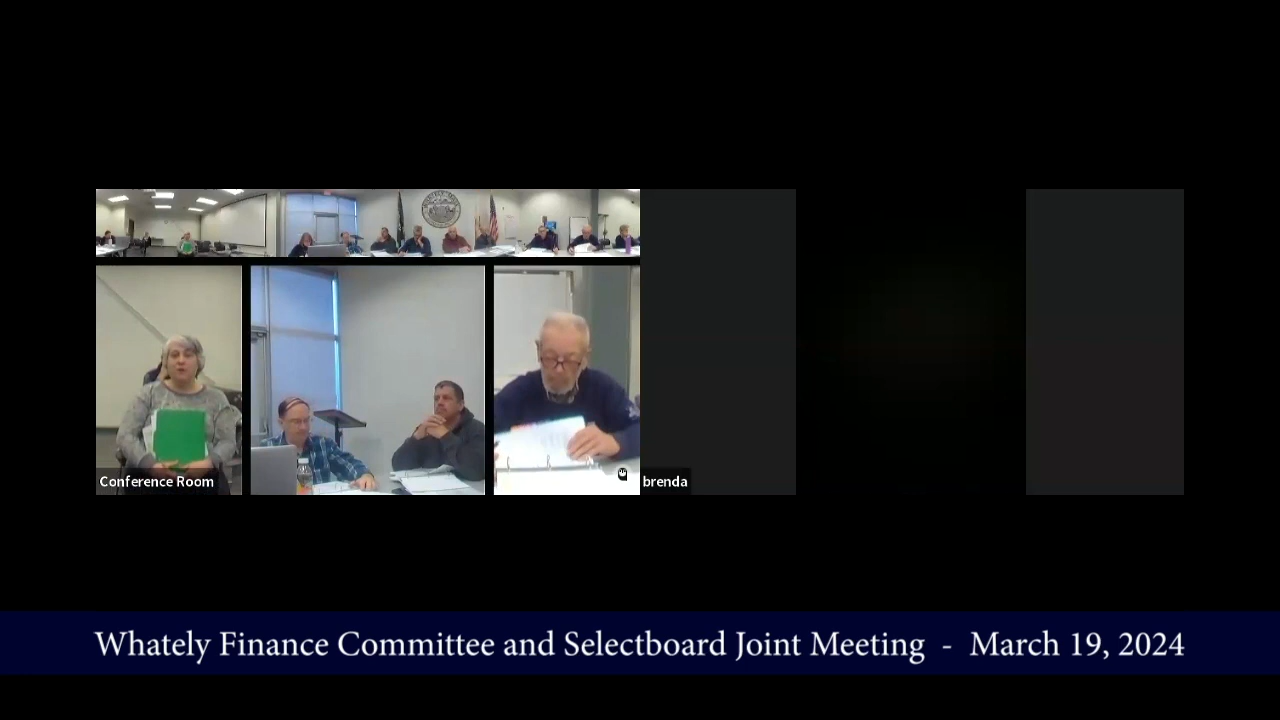 Conference Room
brenda
Whately Finance Committee and Selectboard Joint Meeting - March 19, 2024